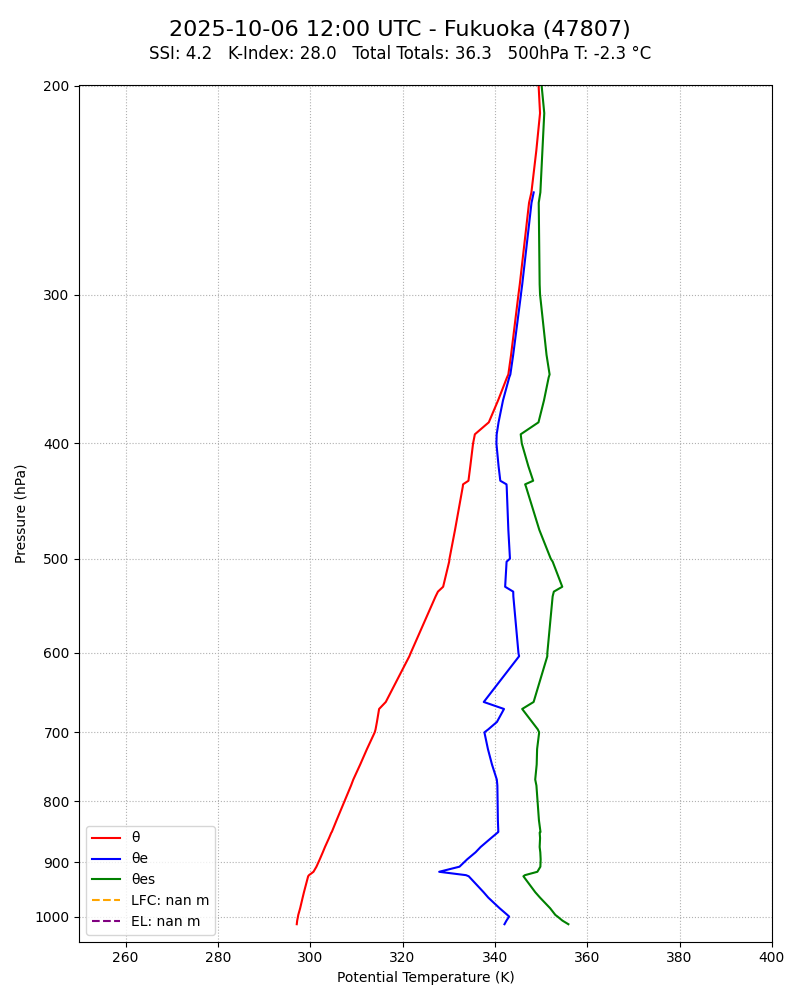 2025-10-06 12:00 UTC - Fukuoka (47807)
SSI: 4.2   K-Index: 28.0   Total Totals: 36.3   500hPa T: -2.3 °C
200
300
400
500
600
700
800
900
1000
Pressure (hPa)
θ
θe
θes
LFC: nan m
EL: nan m
260
280
300
320
340
360
380
400
Potential Temperature (K)